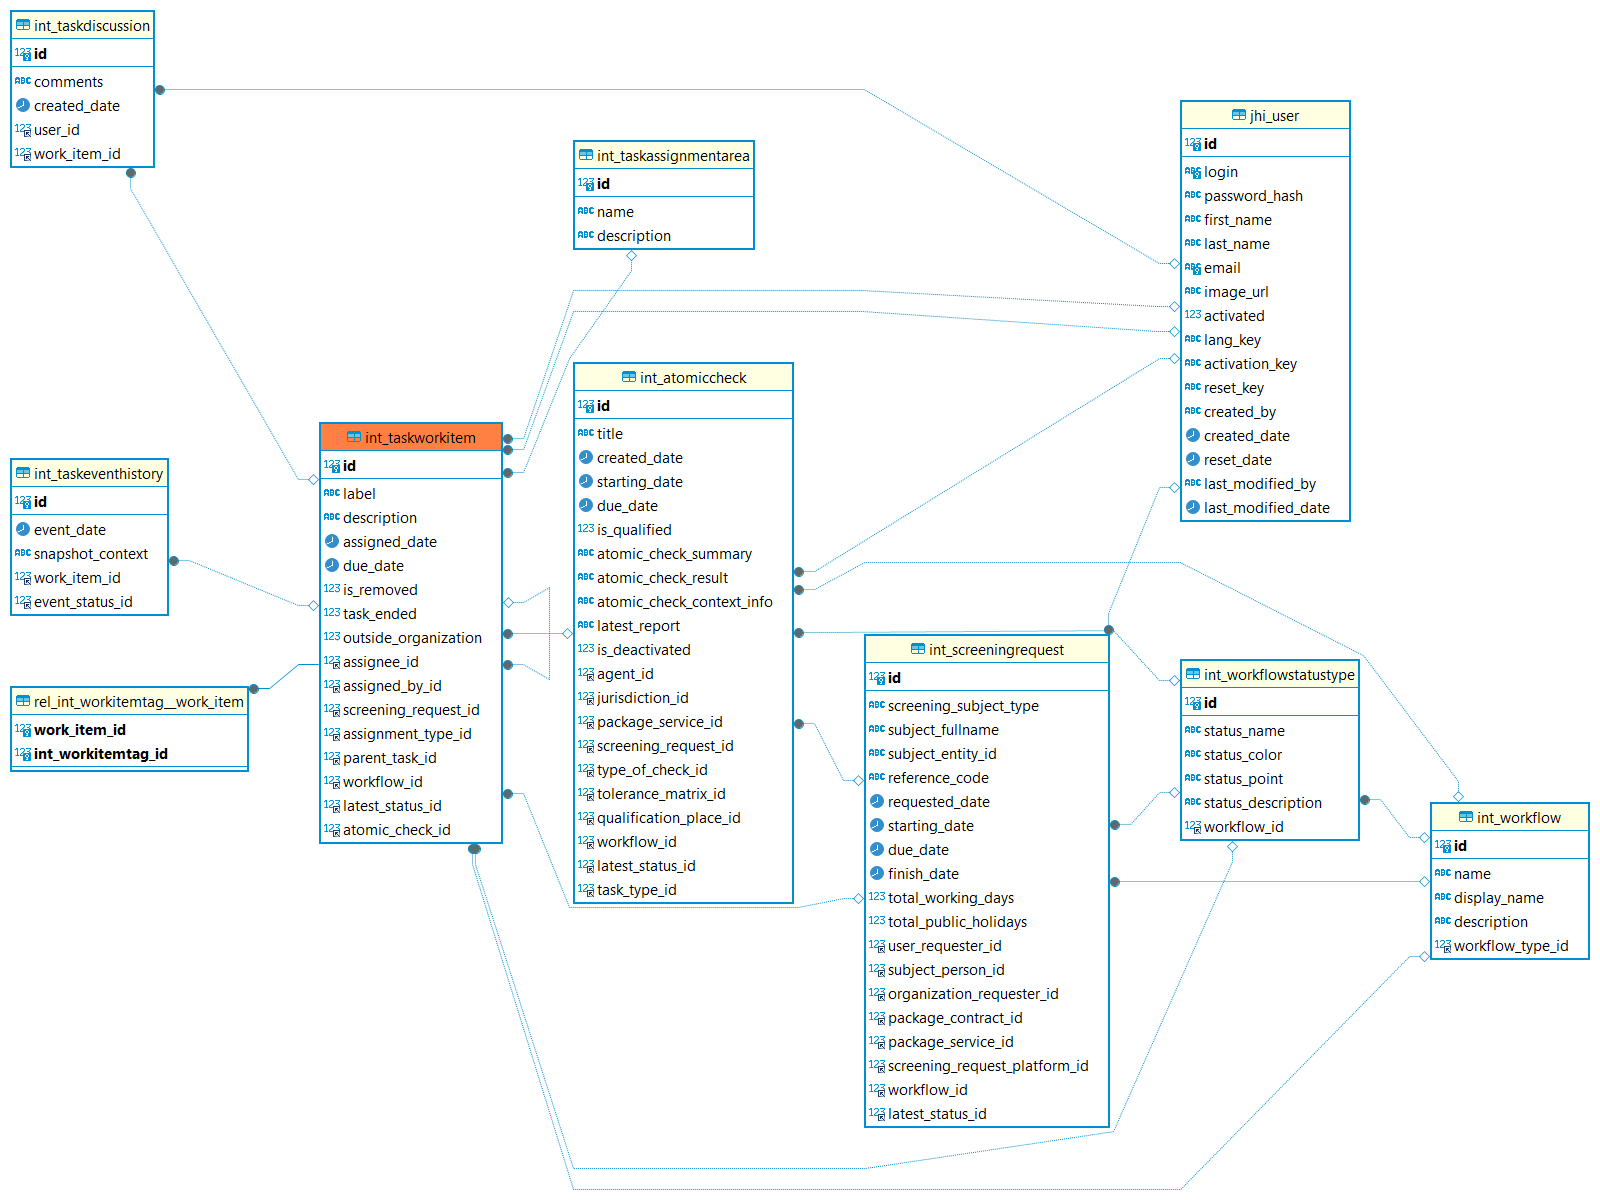 int_taskdiscussion
id
comments
created_date
user_id
work_item_id
int_taskassignmentarea
id
name
description
jhi_user
id
login
password_hash
first_name
last_name
email
image_url
activated
lang_key
activation_key
reset_key
created_by
created_date
reset_date
last_modified_by
last_modified_date
int_atomiccheck
id
title
created_date
starting_date
due_date
is_qualified
atomic_check_summary
atomic_check_result
atomic_check_context_info
latest_report
is_deactivated
agent_id
jurisdiction_id
package_service_id
screening_request_id
type_of_check_id
tolerance_matrix_id
qualification_place_id
workflow_id
latest_status_id
task_type_id
int_taskworkitem
id
label
description
assigned_date
due_date
is_removed
task_ended
outside_organization
assignee_id
assigned_by_id
screening_request_id
assignment_type_id
parent_task_id
workflow_id
latest_status_id
atomic_check_id
int_taskeventhistory
id
event_date
snapshot_context
work_item_id
event_status_id
rel_int_workitemtag__work_item
work_item_id
int_workitemtag_id
int_screeningrequest
id
screening_subject_type
subject_fullname
subject_entity_id
reference_code
requested_date
starting_date
due_date
finish_date
total_working_days
total_public_holidays
user_requester_id
subject_person_id
organization_requester_id
package_contract_id
package_service_id
screening_request_platform_id
workflow_id
latest_status_id
int_workflowstatustype
id
status_name
status_color
status_point
status_description
workflow_id
int_workflow
id
name
display_name
description
workflow_type_id